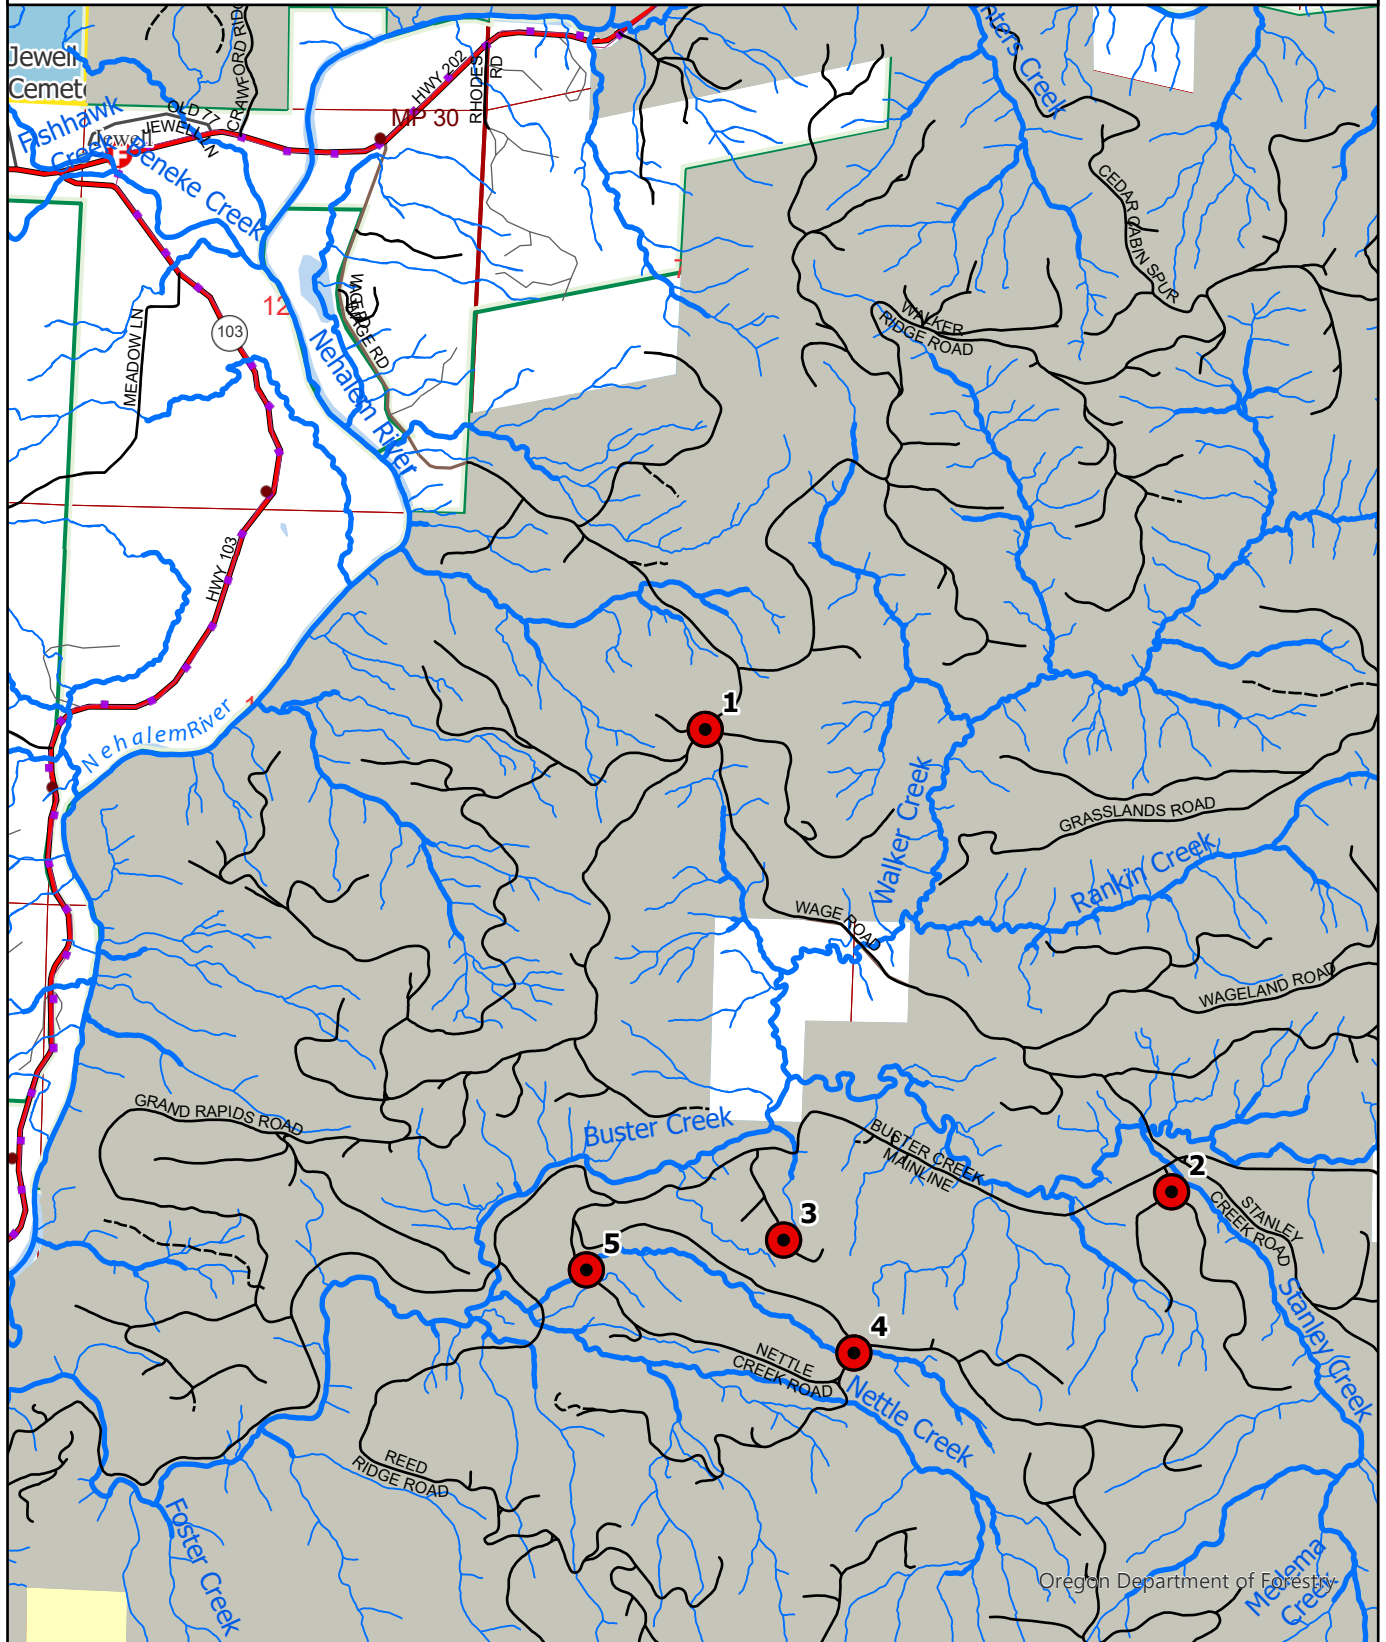 Jewell
Cemete
Fishhawk
Creek
OLD 77
CRAWFORD RIDG
JEWELL LN
Jewell
F
Beneke Creek
HWY 202
MP 30
RHODES
RD
CEDAR CABIN SPUR
WALKER
RIDGE ROAD
12
103
MEADOW LN
Nehalem River
HWY 103
Nehalem River
1
WAGE ROAD
Walker Creek
GRASSLANDS ROAD
Rankin Creek
WAGELAND ROAD
GRAND RAPIDS ROAD
Buster Creek
BUSTER CREEK
MAINLINE
2
STANLEY
CREEK ROAD
3
5
4
Stanley Creek
NETTLE
CREEK ROAD
Nettle Creek
REED
RIDGE ROAD
Foster Creek
Oregon Department of Forestry
Medema
Creek